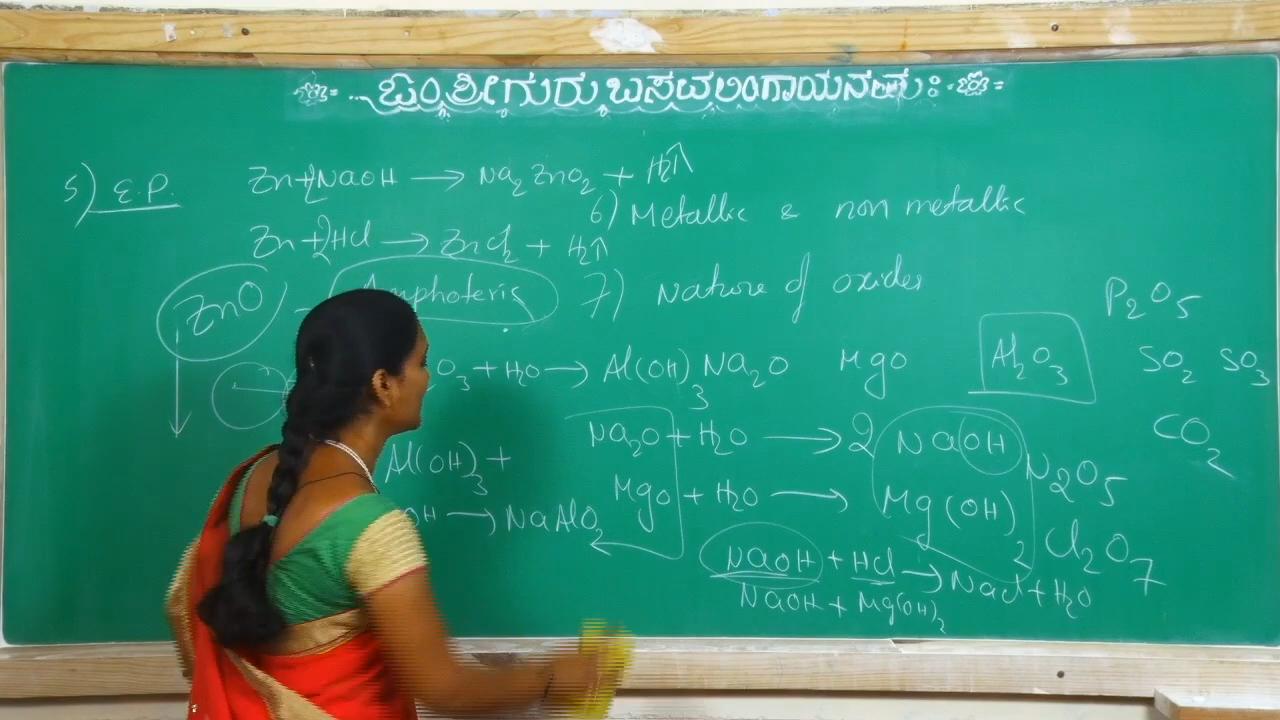 ಓಂ ಶ್ರೀ ಗುರು ಬಸವಲಿಂಗಾಯ ನಮಃ
5) E.P.
Zn+2NaOH → Na₂ZnO₂ + H₂↑
6) Metallic & non metallic
Zn+2HCl → ZnCl₂ + H₂↑
ZnO – Amphoteric
7) Nature of oxides
P₂O₅
O₃ + H₂O → Al(OH)₃
Na₂O MgO Al₂O₃ SO₂ SO₃
Na₂O + H₂O → 2 NaOH
CO₂
Al(OH)₃ +
MgO + H₂O → Mg(OH)₂
N₂O₅
OH → NaAlO₂
Cl₂O₇
NaOH + HCl → NaCl + H₂O
NaOH + Mg(OH)₂